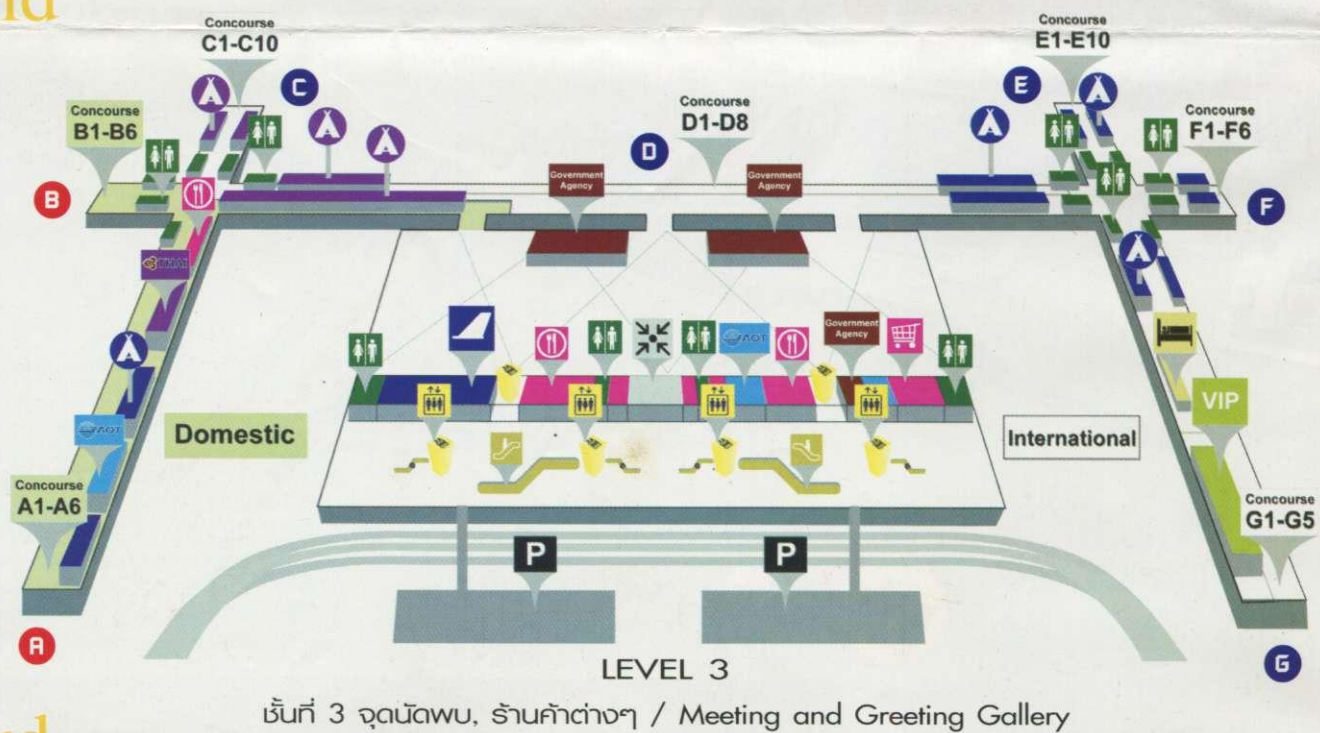 nd
Concourse
C1-C10
Concourse
E1-E10
C
E
Concourse
B1-B6
Concourse
D1-D8
Concourse
F1-F6
D
Government
Agency
Government
Agency
B
F
THAI
AOT
Government
Agency
AOT
VIP
Domestic
International
Concourse
A1-A6
Concourse
G1-G5
P
P
A
G
LEVEL 3
ชั้นที่ 3 จุดนัดพบ, ร้านค้าต่างๆ / Meeting and Greeting Gallery
nd